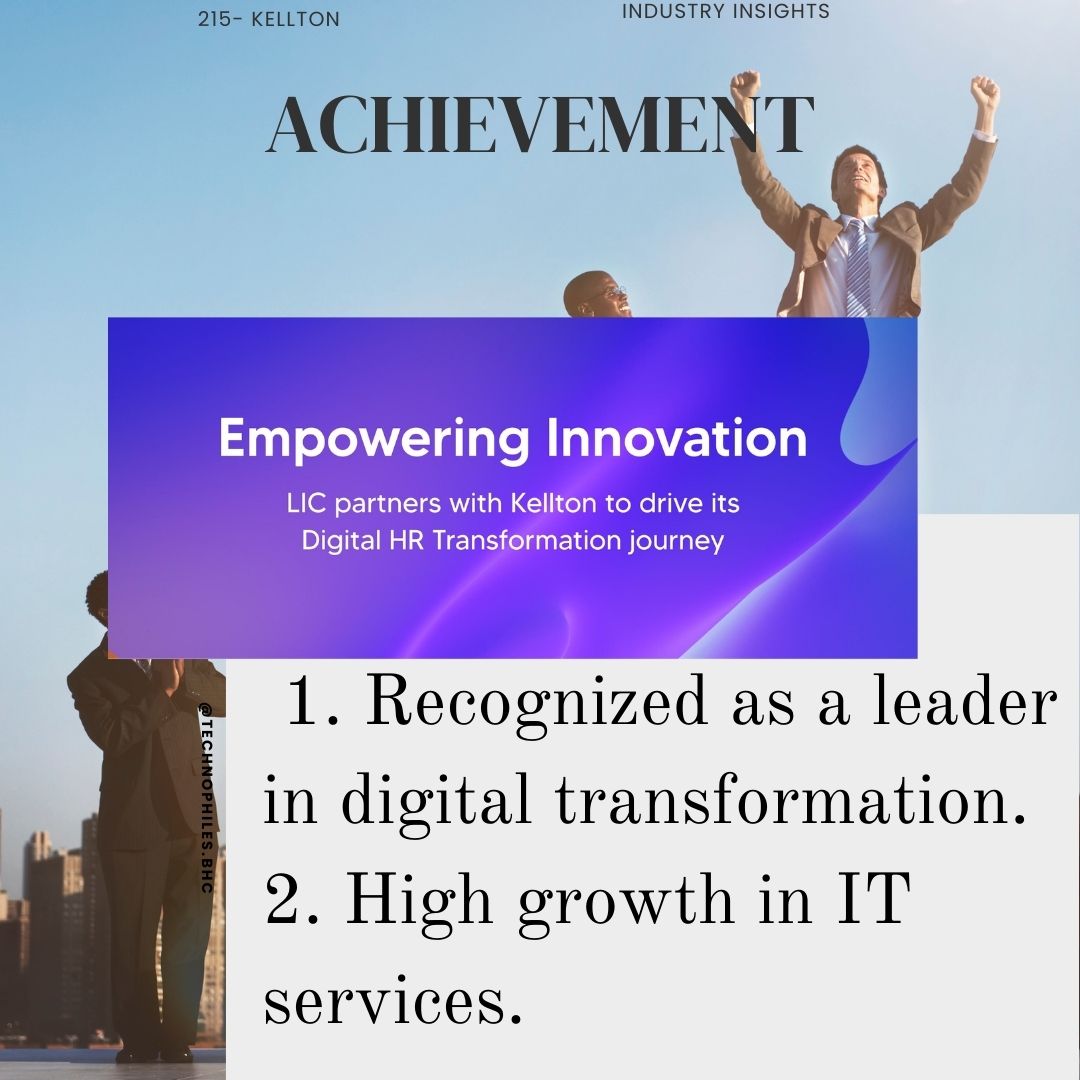 215- KELLTON
INDUSTRY INSIGHTS
ACHIEVEMENT
Empowering Innovation
LIC partners with Kellton to drive its
Digital HR Transformation journey
1. Recognized as a leader
in digital transformation.
2. High growth in IT
services.
@TECHNOPHILES.BHC